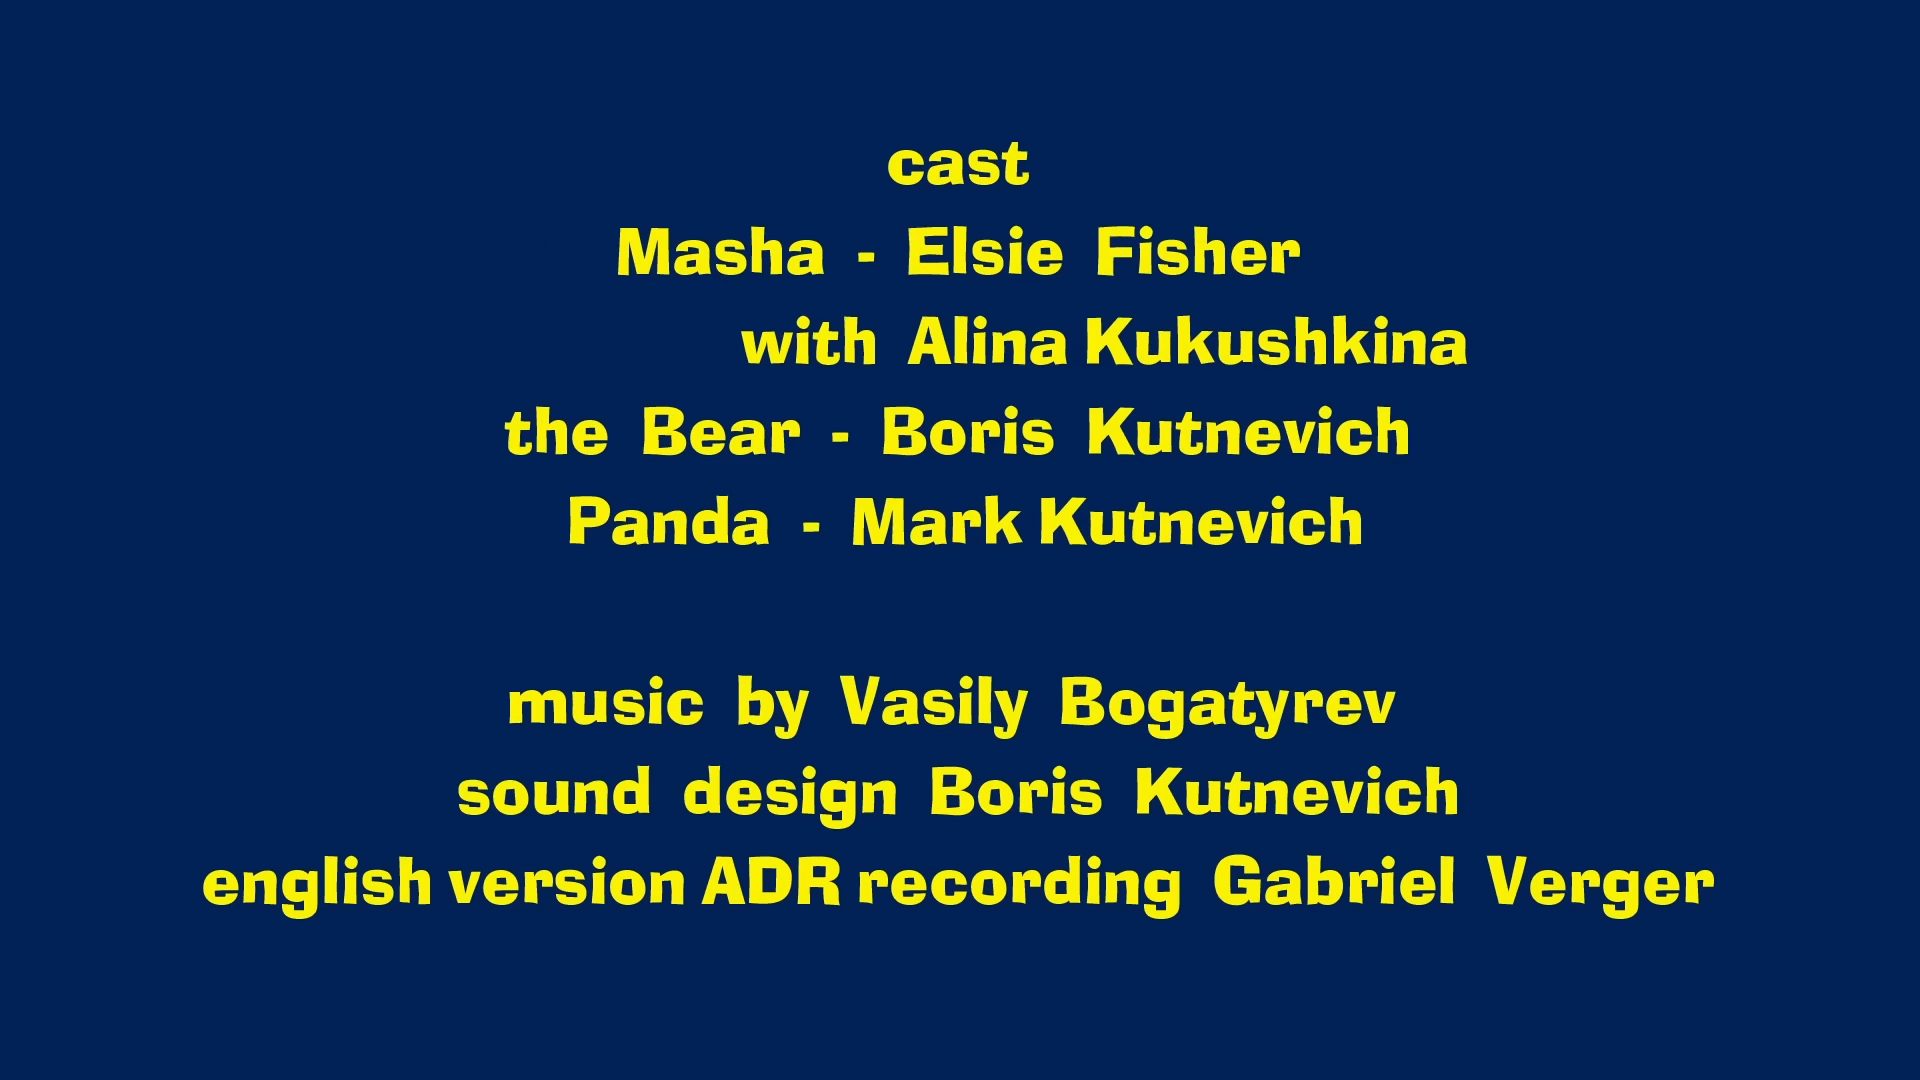 cast
Masha - Elsie Fisher
with Alina Kukushkina
the Bear - Boris Kutnevich
Panda - Mark Kutnevich
music by Vasily Bogatyrev
sound design Boris Kutnevich
english version ADR recording Gabriel Verger